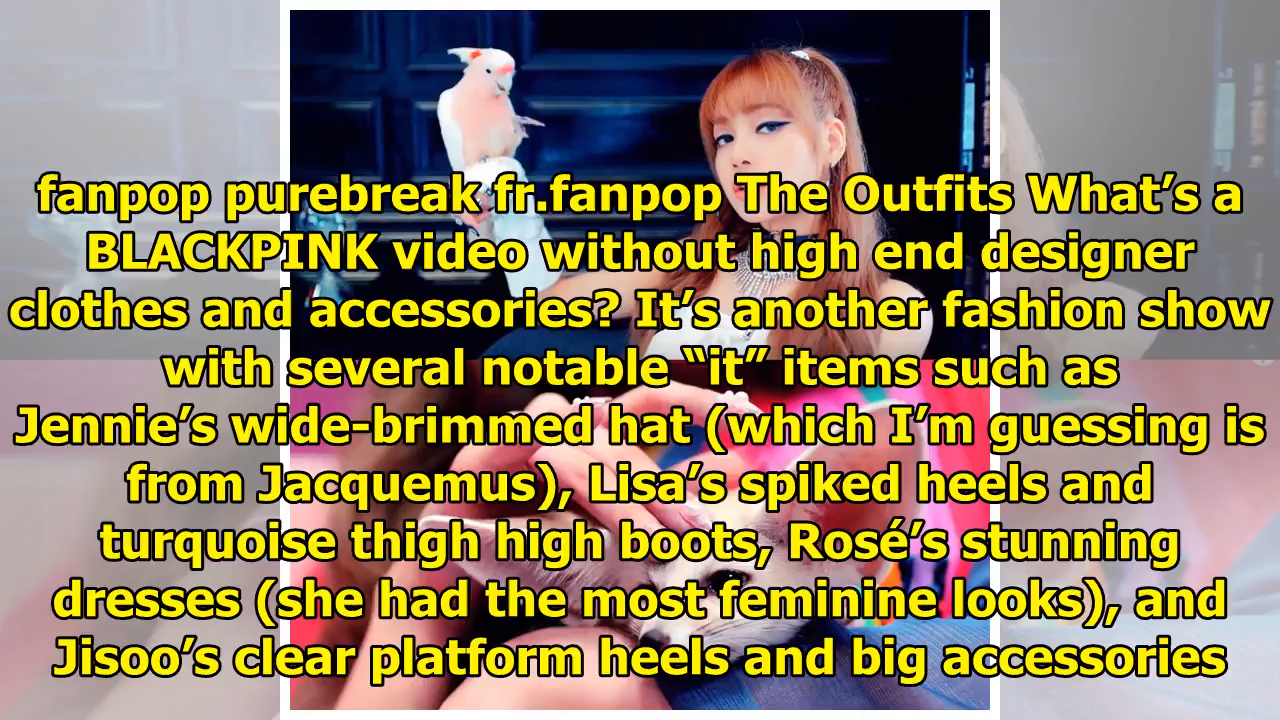 fanpop purebreak fr.fanpop The Outfits What’s a
BLACKPINK video without high end designer
clothes and accessories? It’s another fashion show
with several notable “it” items such as
Jennie’s wide-brimmed hat (which I’m guessing is
from Jacquemus), Lisa’s spiked heels and
turquoise thigh high boots, Rosé’s stunning
dresses (she had the most feminine looks), and
Jisoo’s clear platform heels and big accessories